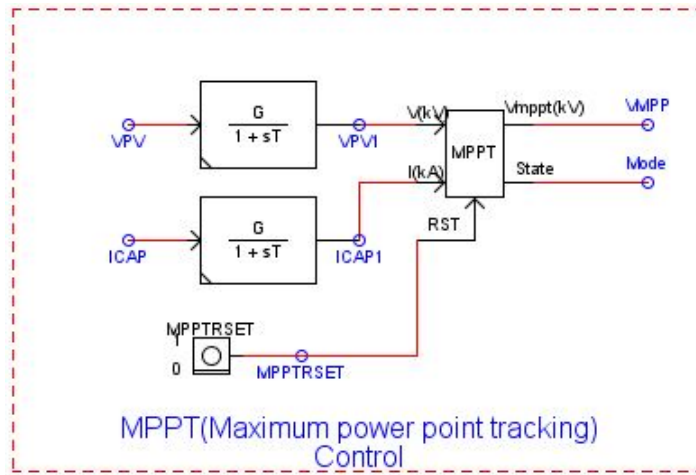 G
1 + sT
V(kV)
Vmppt(kV)
VMPP
VPV
VPV1
MPPT
I(kA)
State
Mode
G
1 + sT
RST
ICAP
ICAP1
MPPTRSET
1
0
MPPTRSET
MPPT(Maximum power point tracking)
Control